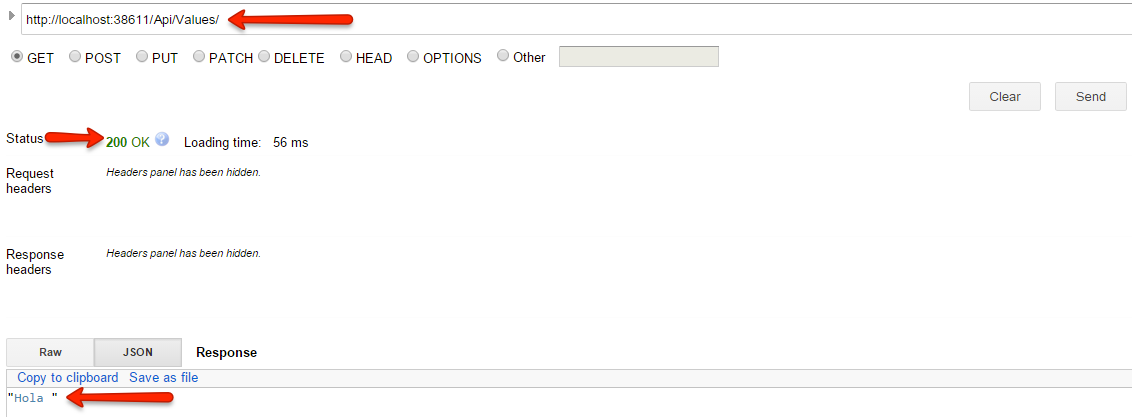 http://localhost:38611/Api/Values/
GET POST PUT PATCH DELETE HEAD OPTIONS Other
Clear Send
Status 200 OK ? Loading time: 56 ms
Request headers Headers panel has been hidden.
Response headers Headers panel has been hidden.
Raw JSON Response
Copy to clipboard Save as file
"Hola "